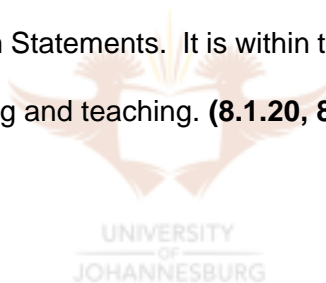 n Statements. It is within t
g and teaching. (8.1.20, 8
UNIVERSITY
OF
JOHANNESBURG